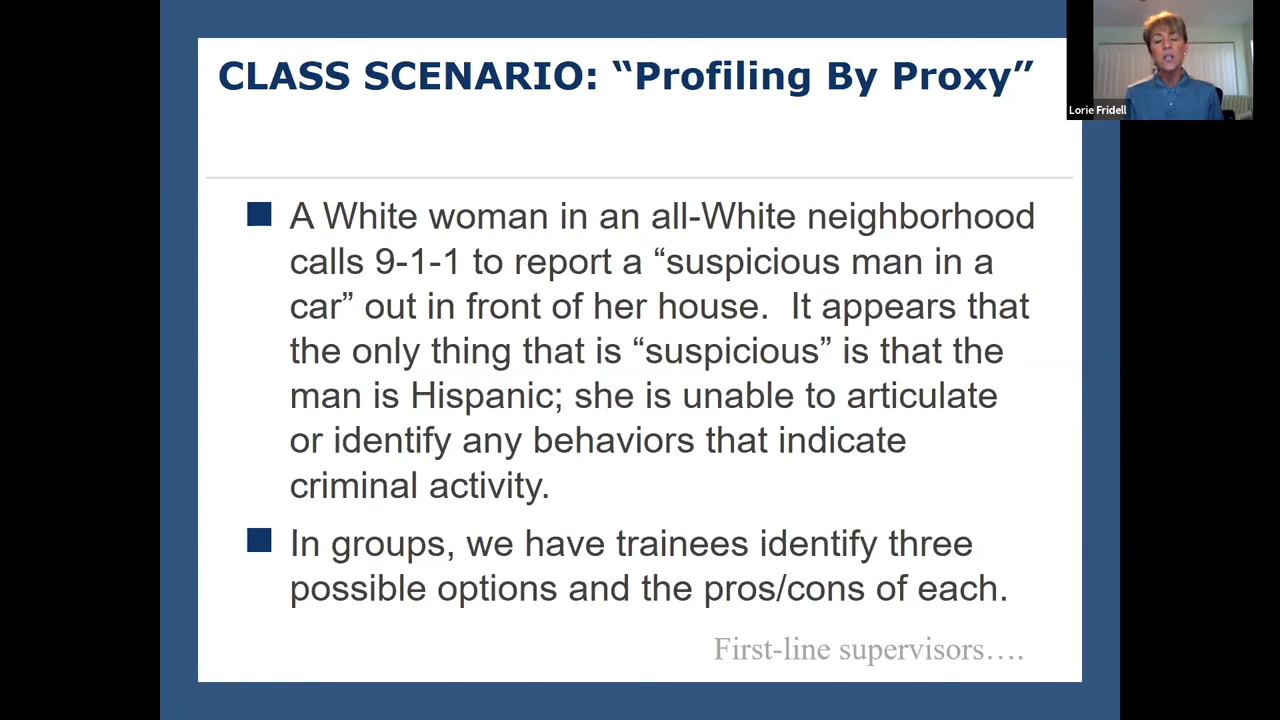 CLASS SCENARIO: “Profiling By Proxy”
Lorie Fridell
A White woman in an all-White neighborhood
calls 9-1-1 to report a “suspicious man in a
car” out in front of her house.  It appears that
the only thing that is “suspicious” is that the
man is Hispanic; she is unable to articulate
or identify any behaviors that indicate
criminal activity.
In groups, we have trainees identify three
possible options and the pros/cons of each.
First-line supervisors….